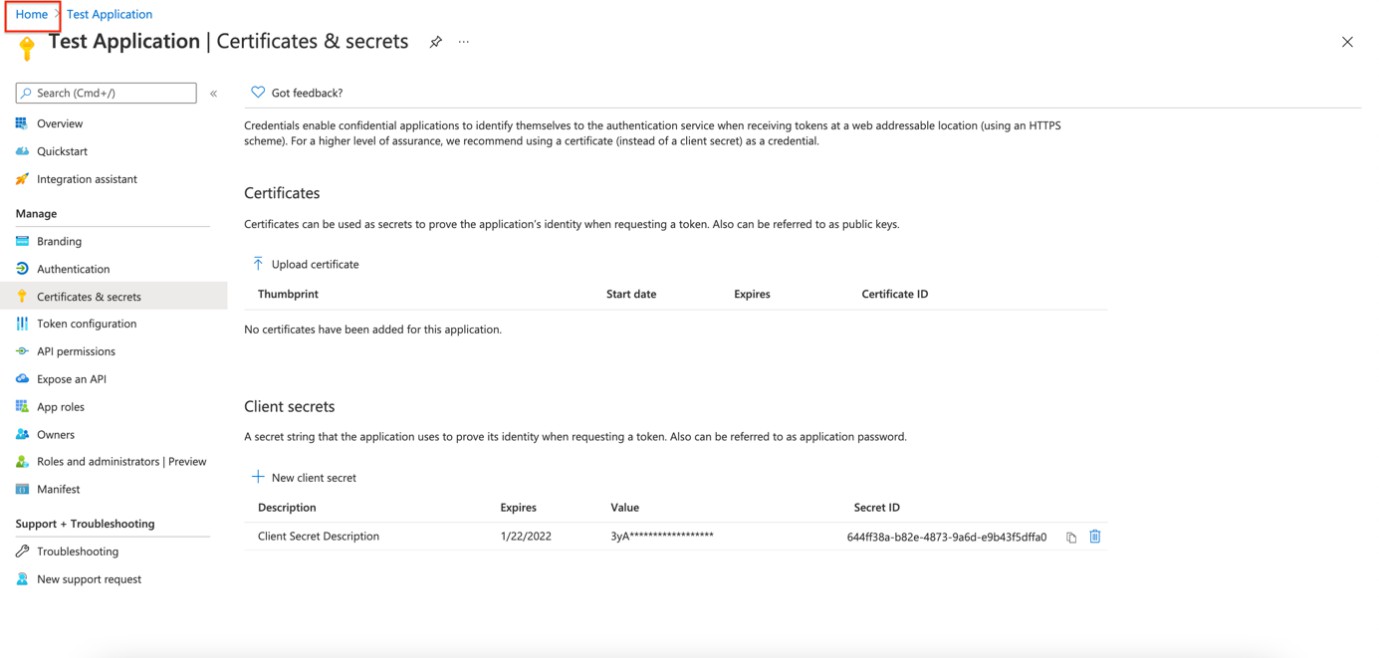 Home > Test Application
Test Application | Certificates & secrets ...
Search (Cmd+/)
«
Overview
Quickstart
Integration assistant
Manage
Branding
Authentication
Certificates & secrets
Token configuration
API permissions
Expose an API
App roles
Owners
Roles and administrators | Preview
Manifest
Support + Troubleshooting
Troubleshooting
New support request
Got feedback?
Credentials enable confidential applications to identify themselves to the authentication service when receiving tokens at a web addressable location (using an HTTPS
scheme). For a higher level of assurance, we recommend using a certificate (instead of a client secret) as a credential.
Certificates
Certificates can be used as secrets to prove the application's identity when requesting a token. Also can be referred to as public keys.
Upload certificate
Thumbprint Start date Expires Certificate ID
No certificates have been added for this application.
Client secrets
A secret string that the application uses to prove its identity when requesting a token. Also can be referred to as application password.
New client secret
Description Expires Value Secret ID
Client Secret Description 1/22/2022 3yA****************** 644ff38a-b82e-4873-9a6d-e9b43f5dffa0